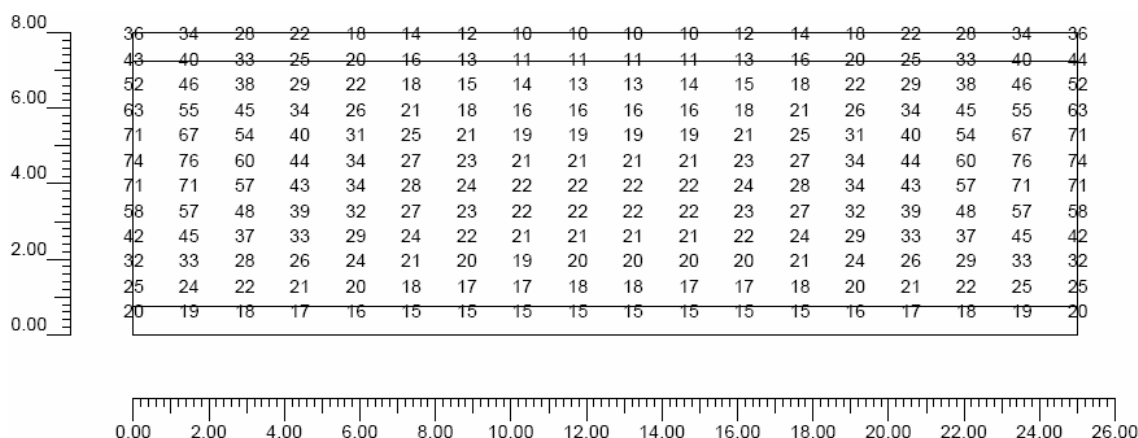 8.00
36 34 28 22 18 14 12 10 10 10 10 12 14 18 22 28 34 36
43 40 33 25 20 16 13 11 11 11 11 13 16 20 25 33 40 44
52 46 38 29 22 18 15 14 13 13 14 15 18 22 29 38 46 52
6.00
63 55 45 34 26 21 18 16 16 16 16 18 21 26 34 45 55 63
71 67 54 40 31 25 21 19 19 19 19 21 25 31 40 54 67 71
74 76 60 44 34 27 23 21 21 21 21 23 27 34 44 60 76 74
4.00
71 71 57 43 34 28 24 22 22 22 22 24 28 34 43 57 71 71
58 57 48 39 32 27 23 22 22 22 22 23 27 32 39 48 57 58
42 45 37 33 29 24 22 21 21 21 21 22 24 29 33 37 45 42
2.00
32 33 28 26 24 21 20 19 20 20 20 20 21 24 26 29 33 32
25 24 22 21 20 18 17 17 18 18 17 17 18 20 21 22 25 25
20 19 18 17 16 15 15 15 15 15 15 15 15 16 17 18 19 20
0.00
0.00 2.00 4.00 6.00 8.00 10.00 12.00 14.00 16.00 18.00 20.00 22.00 24.00 26.00